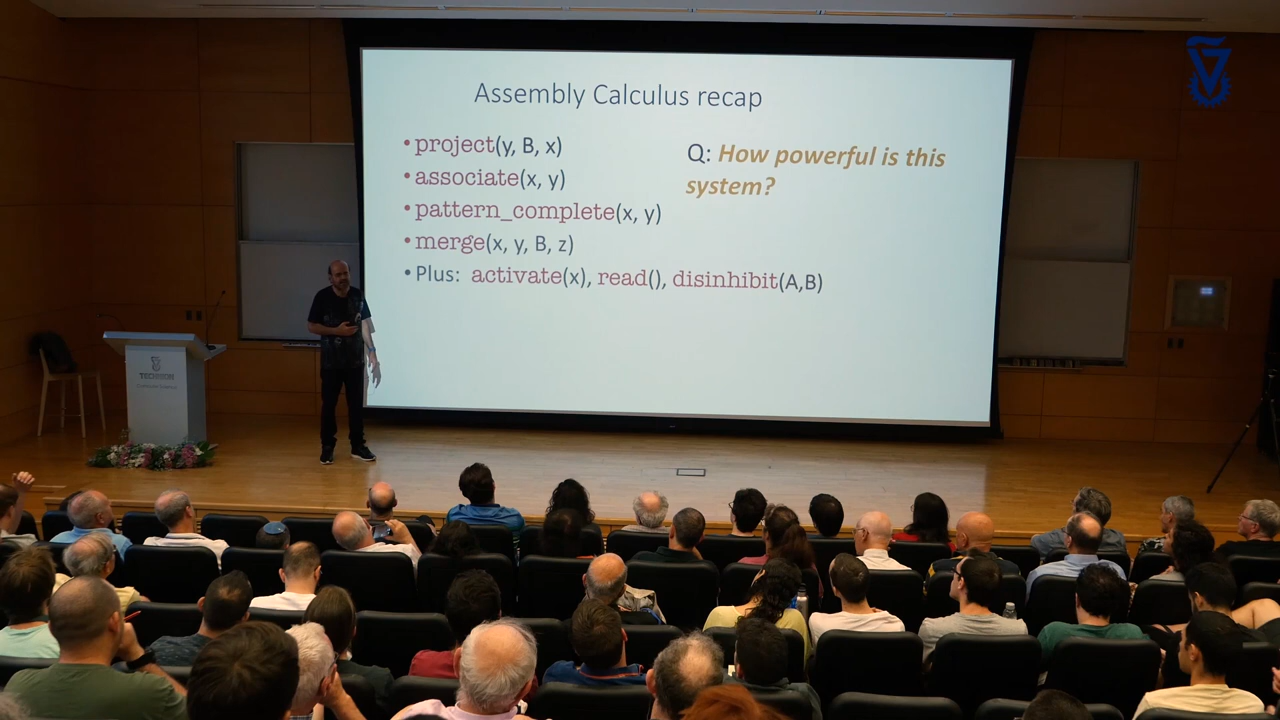 Assembly Calculus recap
• project(y, B, x)
• associate(x, y)
• pattern_complete(x, y)
• merge(x, y, B, z)
• Plus: activate(x), read(), disinhibit(A,B)
Q: How powerful is this
system?
TECHNION